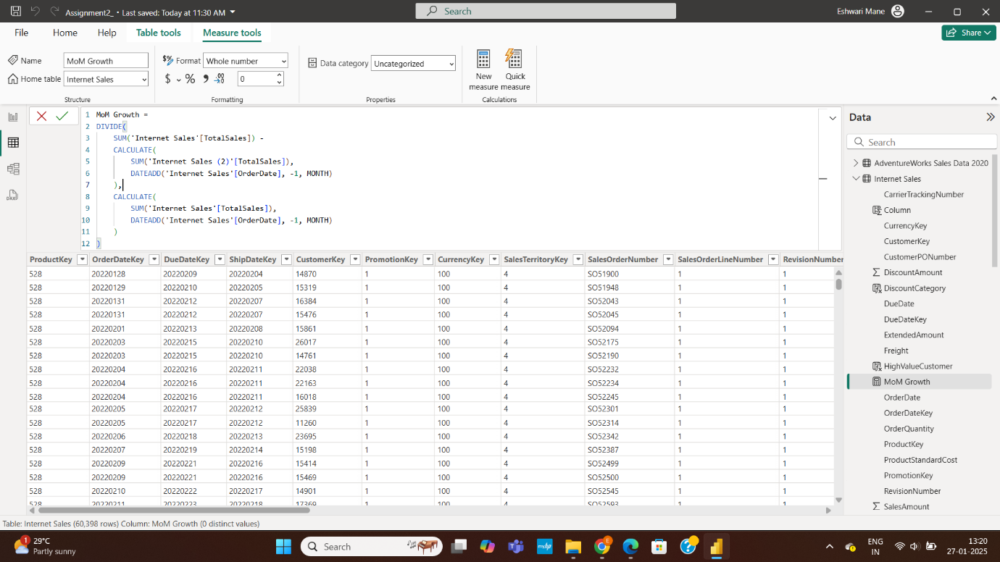 Assignment2_ • Last saved: Today at 11:30 AM
Search
Eshwari Mane
File Home Help Table tools Measure tools
Share
Name MoM Growth
Home table Internet Sales
Structure
$% Format Whole number
$ % 9 .00 0
Formatting
Data category Uncategorized
Properties
New measure
Quick measure
Calculations
1 MoM Growth =
2 DIVIDE(
3 SUM('Internet Sales'[TotalSales]) -
4 CALCULATE(
5 SUM('Internet Sales (2)'[TotalSales]),
6 DATEADD('Internet Sales'[OrderDate], -1, MONTH)
7 ),
8 CALCULATE(
9 SUM('Internet Sales'[TotalSales]),
10 DATEADD('Internet Sales'[OrderDate], -1, MONTH)
11 )
12 )
ProductKey OrderDateKey DueDateKey ShipDateKey CustomerKey PromotionKey CurrencyKey SalesTerritoryKey SalesOrderNumber SalesOrderLineNumber RevisionNumber
528 20220128 20220209 20220204 14870 1 100 4 SO51900 1 1
528 20220129 20220210 20220205 15319 1 100 4 SO51948 1 1
528 20220131 20220212 20220207 16384 1 100 4 SO52043 1 1
528 20220131 20220212 20220207 15476 1 100 4 SO52045 1 1
528 20220201 20220213 20220208 15861 1 100 4 SO52094 1 1
528 20220203 20220215 20220210 26017 1 100 4 SO52175 1 1
528 20220203 20220215 20220210 14761 1 100 4 SO52190 1 1
528 20220204 20220216 20220211 22038 1 100 4 SO52232 1 1
528 20220204 20220216 20220211 22163 1 100 4 SO52234 1 1
528 20220204 20220216 20220211 16018 1 100 4 SO52245 1 1
528 20220205 20220217 20220212 25839 1 100 4 SO52301 1 1
528 20220205 20220217 20220212 11260 1 100 4 SO52314 1 1
528 20220206 20220218 20220213 23695 1 100 4 SO52342 1 1
528 20220207 20220219 20220214 15198 1 100 4 SO52387 1 1
528 20220209 20220221 20220216 15414 1 100 4 SO52499 1 1
528 20220209 20220221 20220216 15469 1 100 4 SO52500 1 1
528 20220210 20220222 20220217 14901 1 100 4 SO52545 1 1
528 20220211 20220223 20220218 17369 1 100 4 SO52593 1 1
Data
Search
AdventureWorks Sales Data 2020
Internet Sales
CarrierTrackingNumber
Column
CurrencyKey
CustomerKey
CustomerPONumber
DiscountAmount
DiscountCategory
DueDate
DueDateKey
ExtendedAmount
Freight
HighValueCustomer
MoM Growth
OrderDate
OrderDateKey
OrderQuantity
ProductKey
ProductStandardCost
PromotionKey
RevisionNumber
SalesAmount
Table: Internet Sales (60,398 rows) Column: MoM Growth (0 distinct values)
1
29°C
Partly sunny
Search
myhp
ENG
IN
13:20
27-01-2025